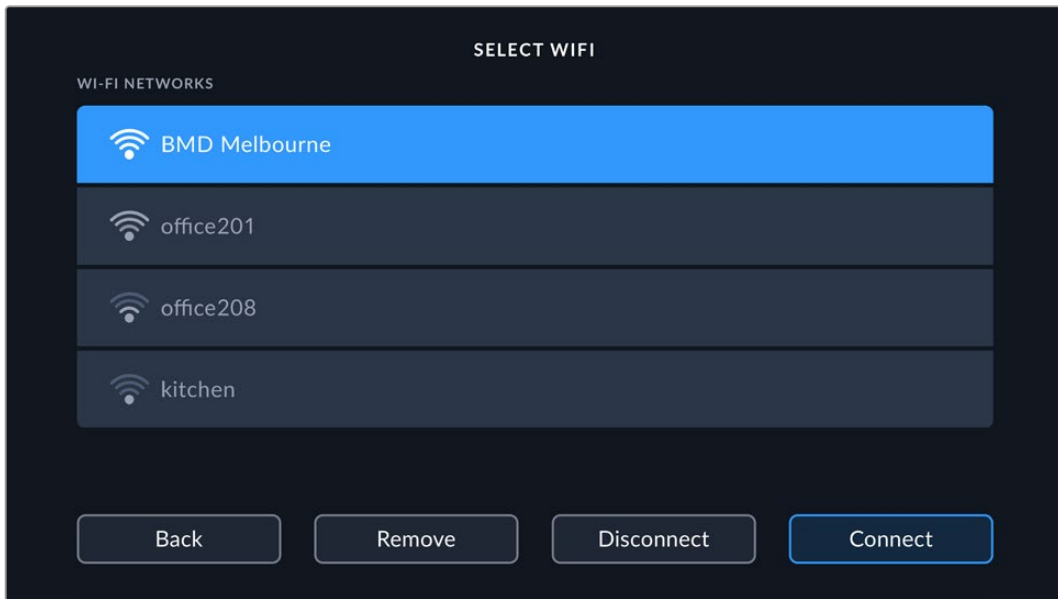 SELECT WIFI
WI-FI NETWORKS
BMD Melbourne
office201
office208
kitchen
Back Remove Disconnect Connect